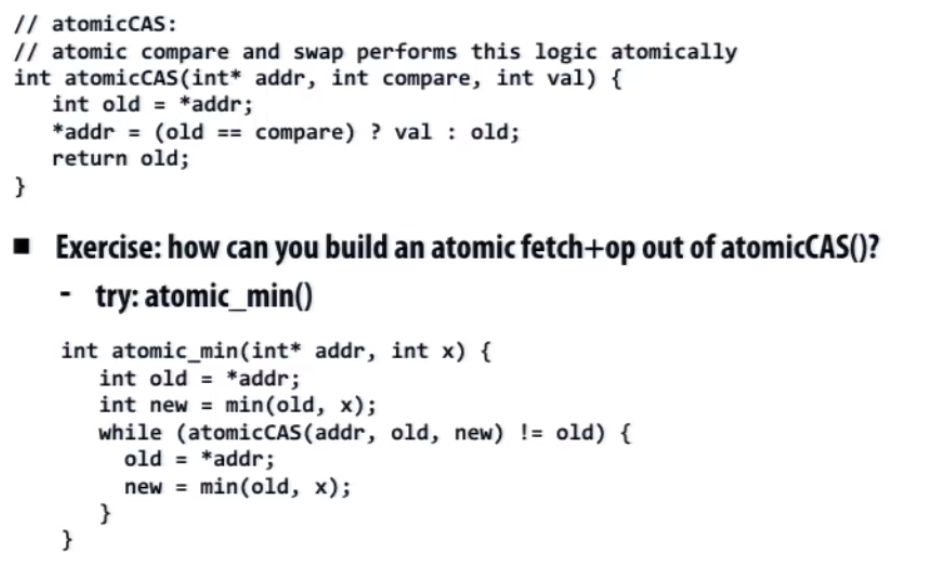 // atomicCAS:
// atomic compare and swap performs this logic atomically
int atomicCAS(int* addr, int compare, int val) {
   int old = *addr;
   *addr = (old == compare) ? val : old;
   return old;
}
■ Exercise: how can you build an atomic fetch+op out of atomicCAS()?
- try: atomic_min()
int atomic_min(int* addr, int x) {
   int old = *addr;
   int new = min(old, x);
   while (atomicCAS(addr, old, new) != old) {
     old = *addr;
     new = min(old, x);
   }
}